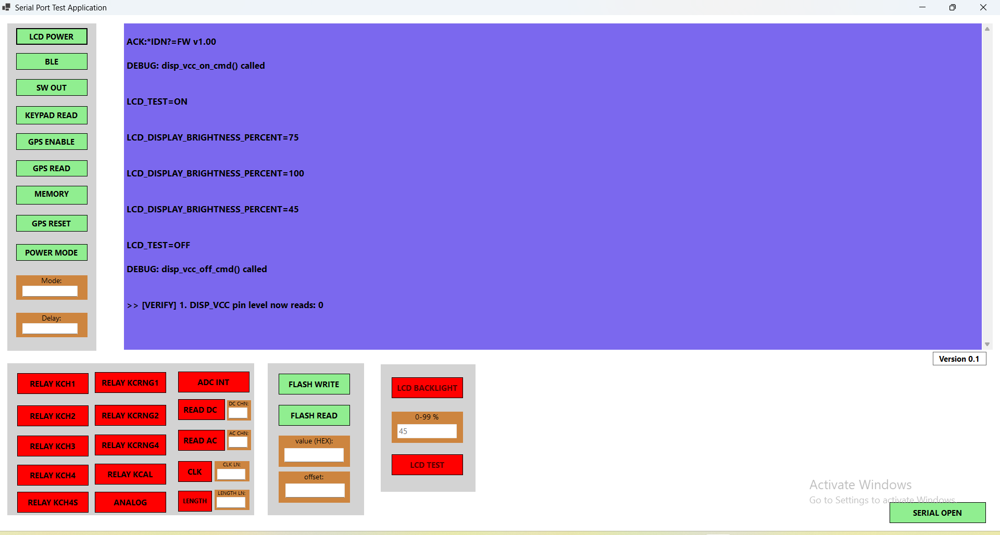 Serial Port Test Application
LCD POWER
BLE
SW OUT
KEYPAD READ
GPS ENABLE
GPS READ
MEMORY
GPS RESET
POWER MODE
Mode:
Delay:
ACK:*IDN?=FW v1.00
DEBUG: disp_vcc_on_cmd() called
LCD_TEST=ON
LCD_DISPLAY_BRIGHTNESS_PERCENT=75
LCD_DISPLAY_BRIGHTNESS_PERCENT=100
LCD_DISPLAY_BRIGHTNESS_PERCENT=45
LCD_TEST=OFF
DEBUG: disp_vcc_off_cmd() called
>> [VERIFY] 1. DISP_VCC pin level now reads: 0
Version 0.1
RELAY KCH1
RELAY KCH2
RELAY KCH3
RELAY KCH4
RELAY KCH4S
RELAY KCRNG1
RELAY KCRNG2
RELAY KCRNG4
RELAY KCAL
ANALOG
ADC INT
READ DC
DC CHN:
READ AC
AC CHN:
CLK
CLK LN:
LENGTH
LENGTH LN:
FLASH WRITE
FLASH READ
value (HEX):
offset:
LCD BACKLIGHT
0-99 %
45
LCD TEST
Activate Windows
Go to Settings to activate Windows.
SERIAL OPEN